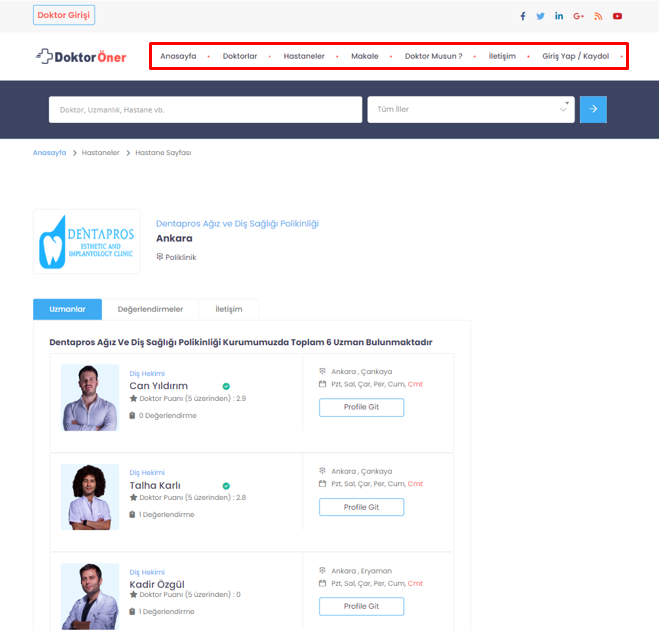 Doktor Girişi
Doktor Öner
Anasayfa • Doktorlar • Hastaneler • Makale • Doktor Musun ? • İletişim • Giriş Yap / Kaydol •
Doktor, Uzmanlık, Hastane vb.
Tüm İller
Anasayfa > Hastaneler > Hastane Sayfası
DENTAPROS
ESTHETIC AND
IMPLANTOLOGY CLINIC
Dentapros Ağız ve Diş Sağlığı Polikinliği
Ankara
Poliklinik
Uzmanlar Değerlendirmeler İletişim
Dentapros Ağız Ve Diş Sağlığı Polikinliği Kurumumuzda Toplam 6 Uzman Bulunmaktadır
Diş Hekimi
Can Yıldırım
Doktor Puanı (5 üzerinden) : 2.9
0 Değerlendirme
Ankara , Çankaya
Pzt, Sal, Çar, Per, Cum, Cmt
Profile Git
Diş Hekimi
Talha Karlı
Doktor Puanı (5 üzerinden) : 2.8
1 Değerlendirme
Ankara , Çankaya
Pzt, Sal, Çar, Per, Cum, Cmt
Profile Git
Diş Hekimi
Kadir Özgül
Doktor Puanı (5 üzerinden) : 0
1 Değerlendirme
Ankara , Eryaman
Pzt, Sal, Çar, Per, Cum, Cmt
Profile Git